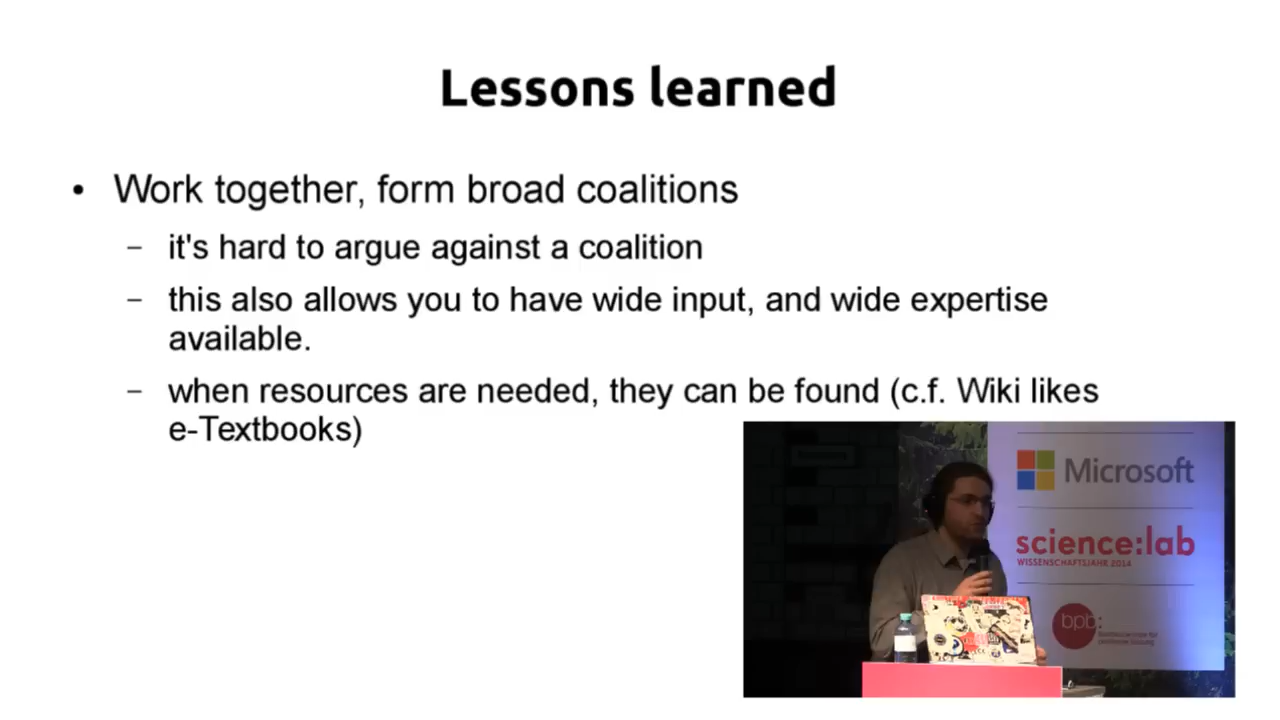 Lessons learned
• Work together, form broad coalitions
– it's hard to argue against a coalition
– this also allows you to have wide input, and wide expertise
available.
– when resources are needed, they can be found (c.f. Wiki likes
e-Textbooks)
Microsoft
science:lab
WISSENSCHAFTSJAHR 2014
bpb: